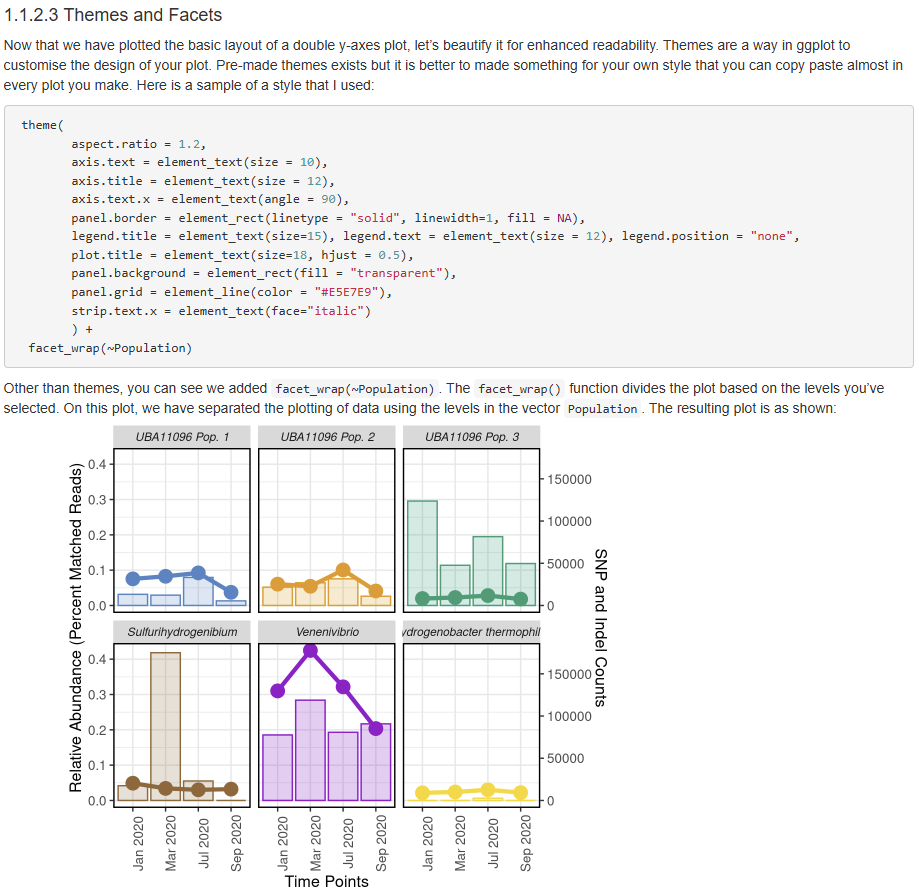 1.1.2.3 Themes and Facets
Now that we have plotted the basic layout of a double y-axes plot, let's beautify it for enhanced readability. Themes are a way in ggplot to
customise the design of your plot. Pre-made themes exists but it is better to made something for your own style that you can copy paste almost in
every plot you make. Here is a sample of a style that I used:
theme(
aspect.ratio = 1.2,
axis.text = element_text(size = 10),
axis.title = element_text(size = 12),
axis.text.x = element_text(angle = 90),
panel.border = element_rect(linetype = "solid", linewidth=1, fill = NA),
legend.title = element_text(size=15), legend.text = element_text(size = 12), legend.position = "none",
plot.title = element_text(size=18, hjust = 0.5),
panel.background = element_rect(fill = "transparent"),
panel.grid = element_line(color = "#E5E7E9"),
strip.text.x = element_text(face="italic")
) +
facet_wrap(~Population)
Other than themes, you can see we added facet_wrap(~Population). The facet_wrap() function divides the plot based on the levels you've
selected. On this plot, we have separated the plotting of data using the levels in the vector Population. The resulting plot is as shown:
UBA11096 Pop. 1 UBA11096 Pop. 2 UBA11096 Pop. 3
0.4
0.3
0.2
0.1
0.0
150000
100000
50000
0
Sulfurihydrogenibium Venenivibrio ydrogenobacter thermophil
0.4
0.3
0.2
0.1
0.0
150000
100000
50000
0
Relative Abundance (Percent Matched Reads)
SNP and Indel Counts
Jan 2020 Mar 2020 Jul 2020 Sep 2020 Jan 2020 Mar 2020 Jul 2020 Sep 2020 Jan 2020 Mar 2020 Jul 2020 Sep 2020
Time Points